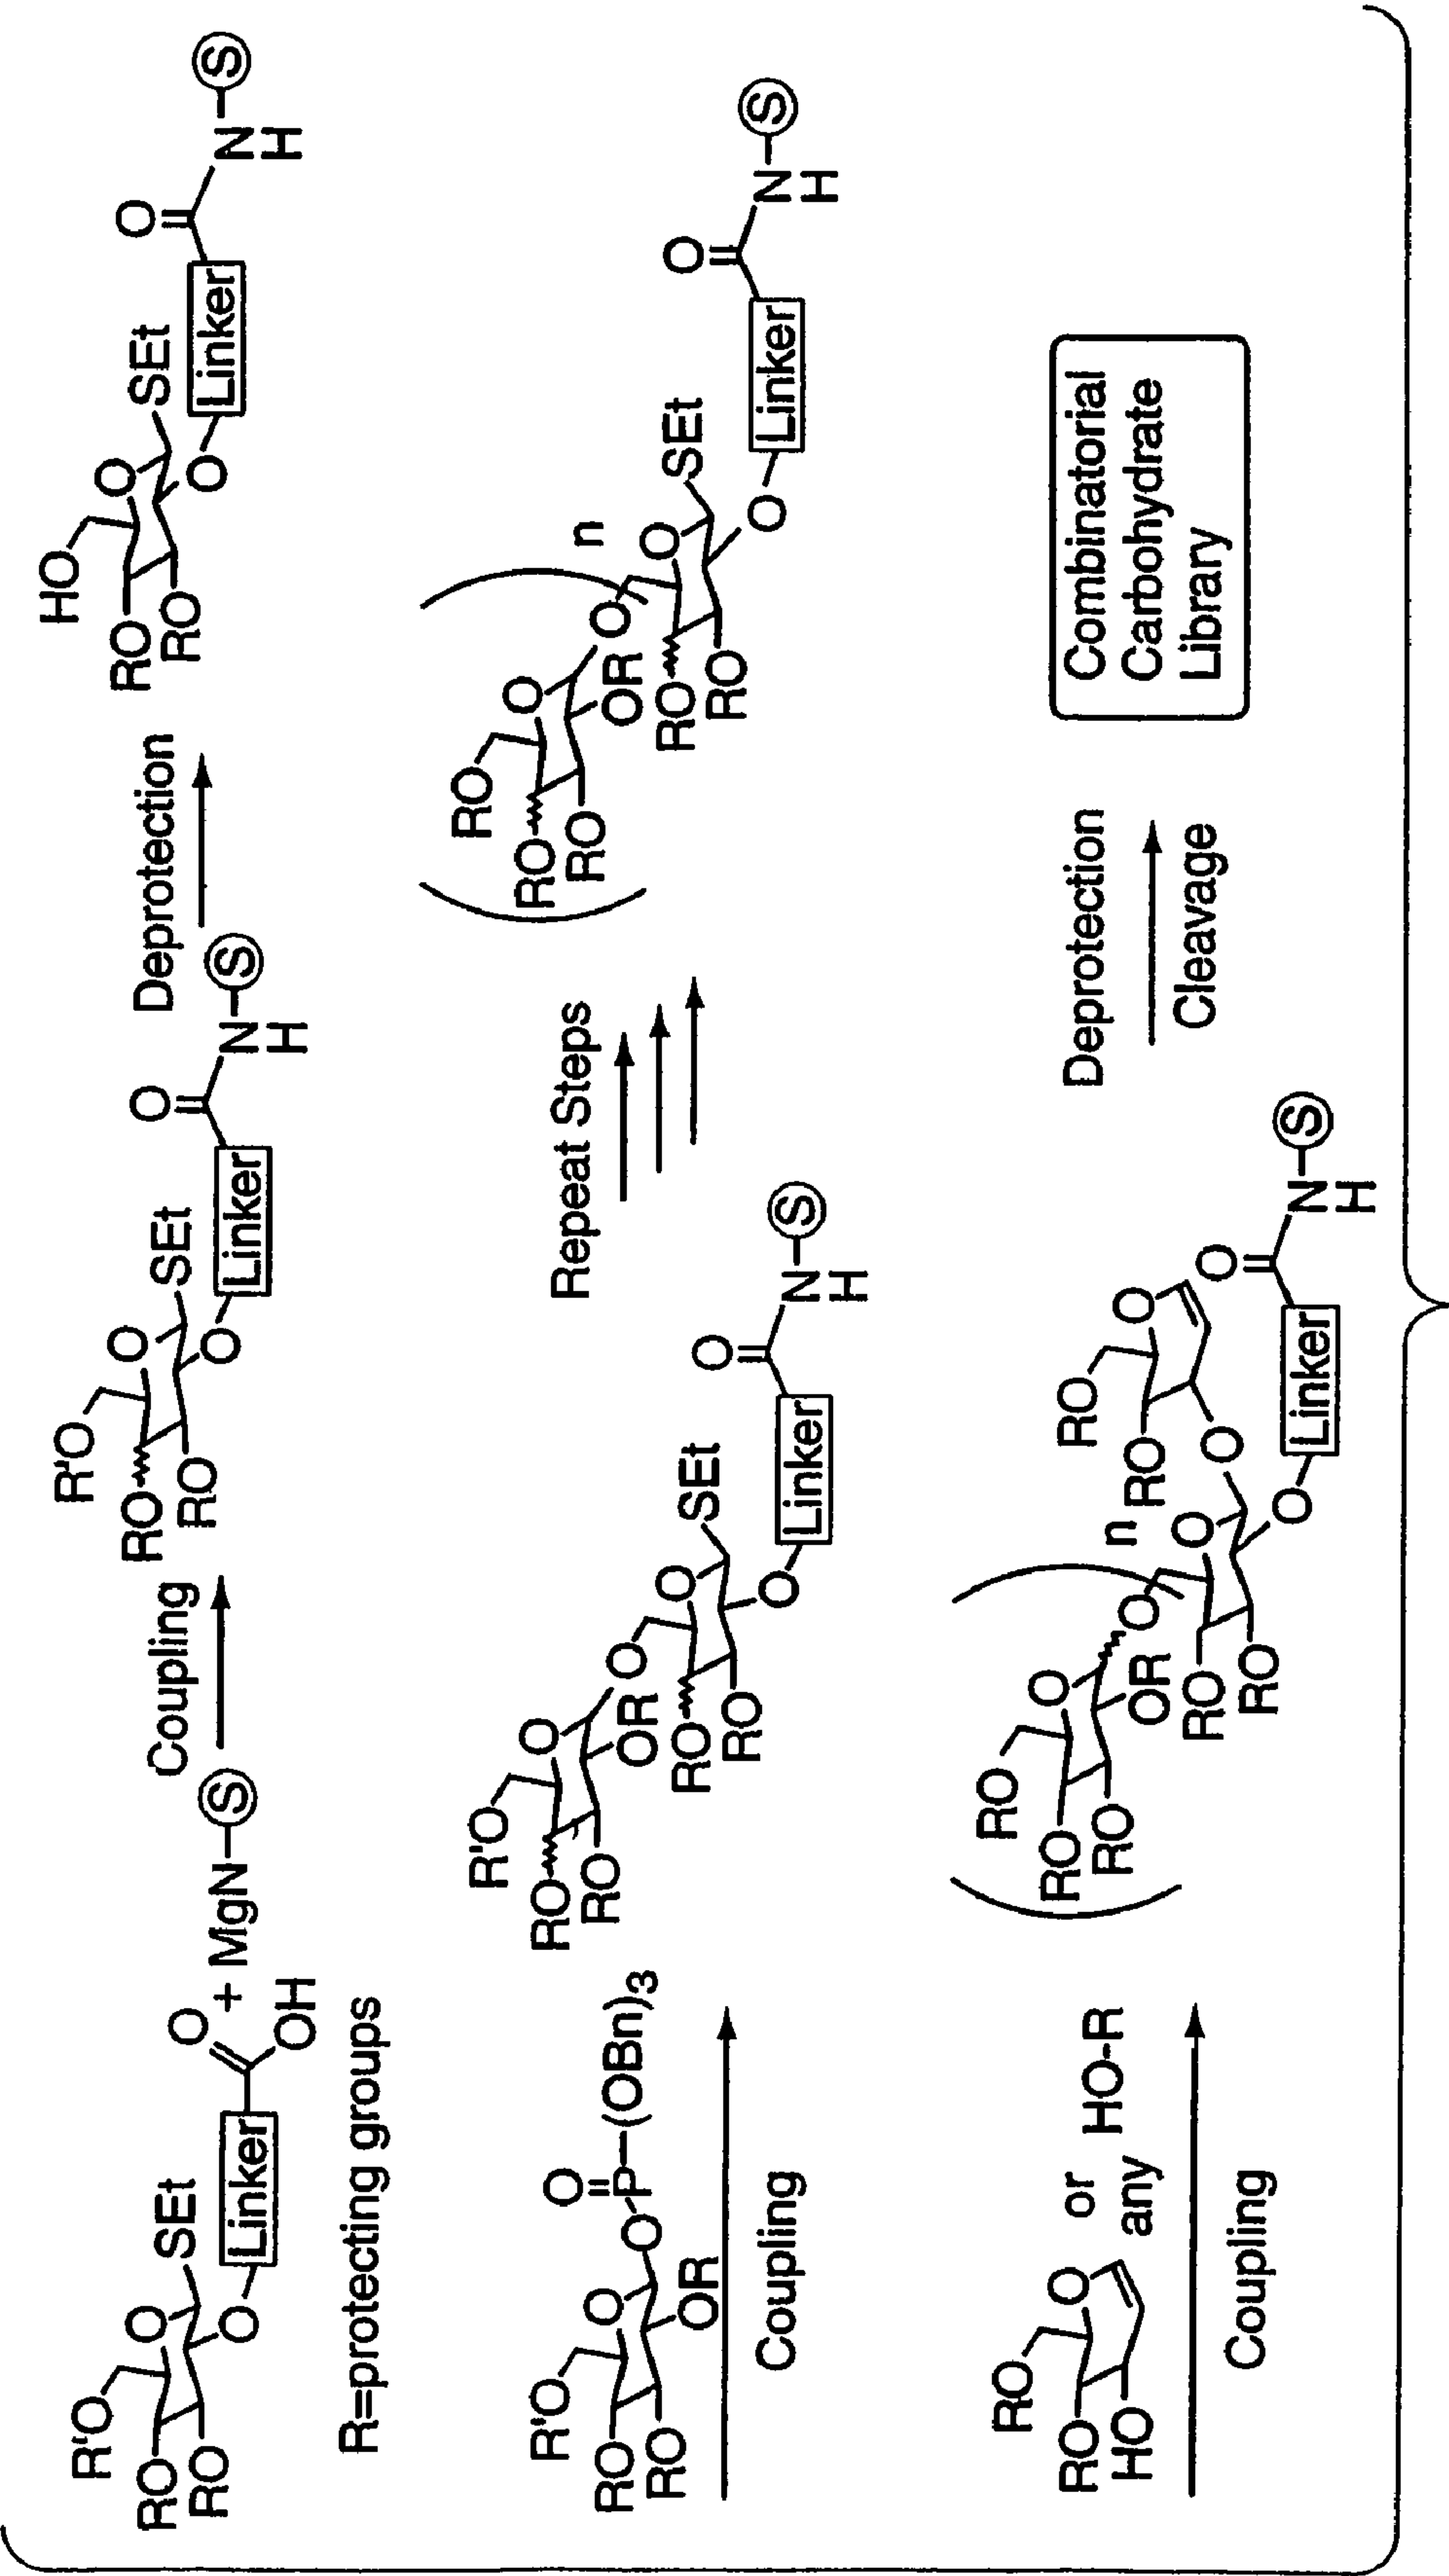 R'O
RO
RO
O
SEt
O
Linker
O
OH
+ MgN-S
Coupling
R'O
RO
RO
O
SEt
O
Linker
O
N
H
S
Deprotection
HO
RO
RO
O
SEt
O
Linker
O
N
H
S
R=protecting groups
R'O
RO
RO
O
OR
O
O
P-(OBn)3
Coupling
R'O
RO
RO
O
OR
O
RO
RO
O
SEt
O
Linker
O
N
H
S
Repeat Steps
RO
RO
RO
O
OR
O
n
RO
RO
O
SEt
O
Linker
O
N
H
S
RO
RO
HO
O
or
any HO-R
Coupling
RO
RO
RO
O
OR
O
n
RO
RO
O
O
RO
RO
O
O
Linker
O
N
H
S
Deprotection
Cleavage
Combinatorial
Carbohydrate
Library